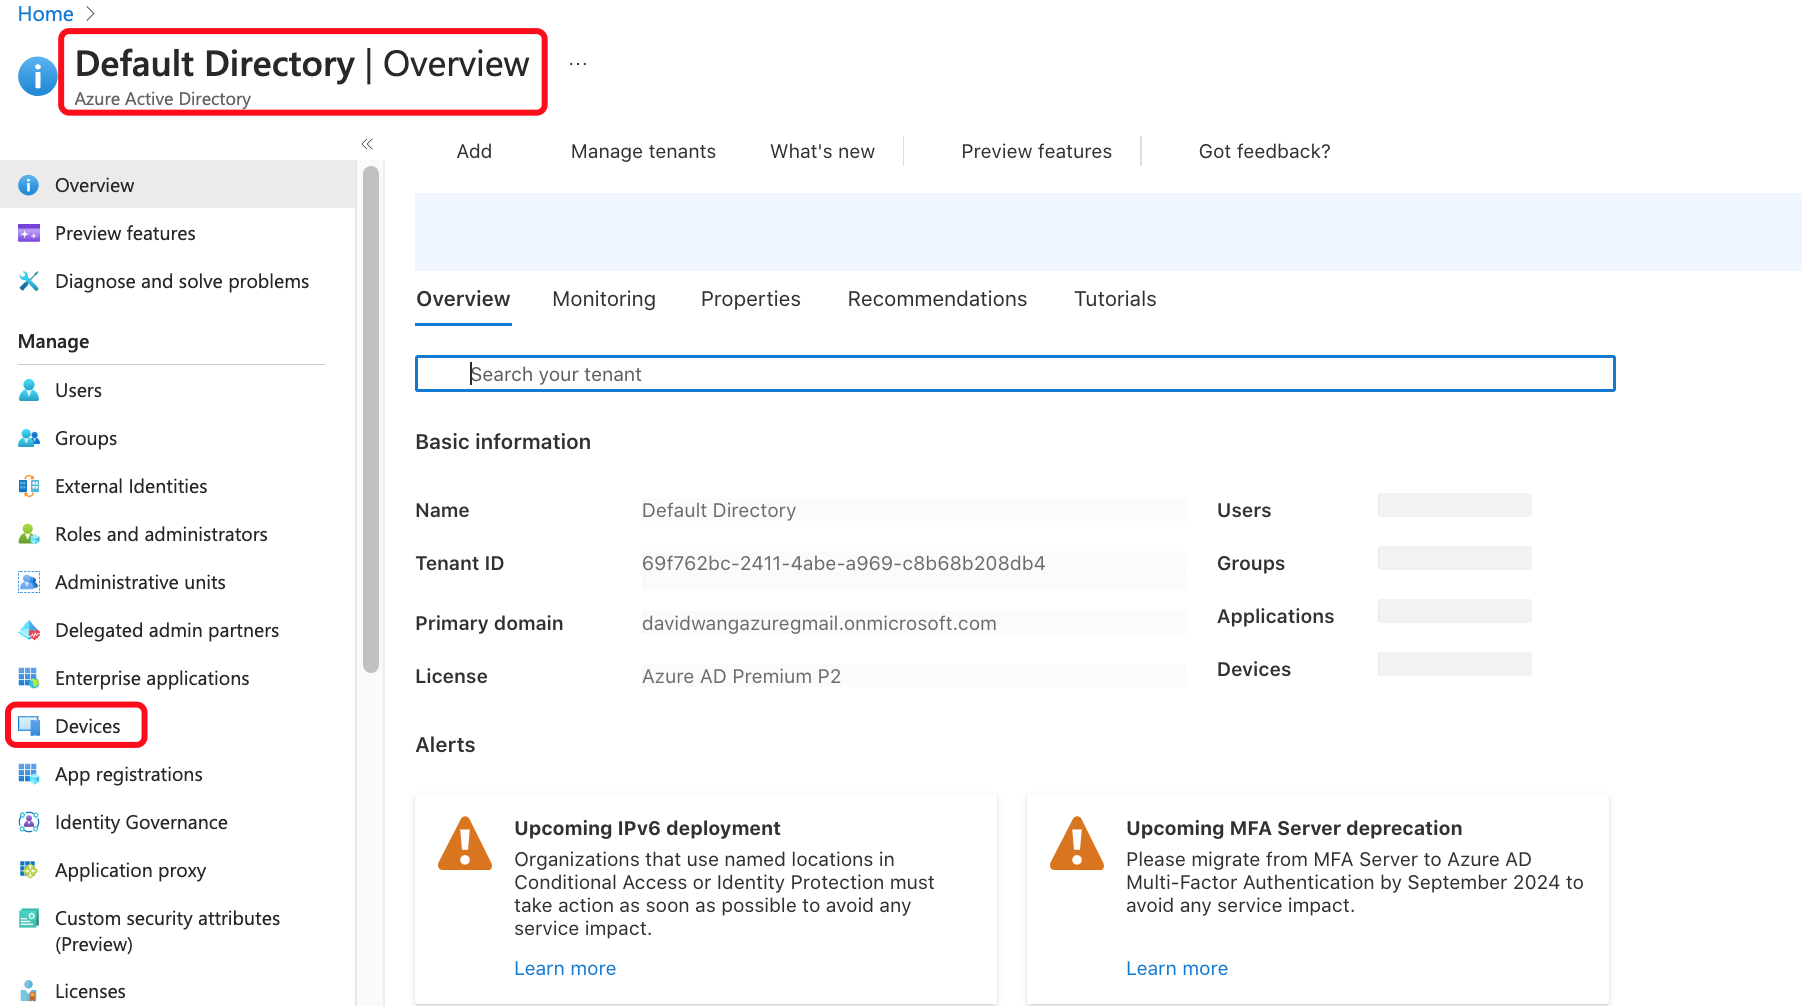 Home
Default Directory | Overview
...
Azure Active Directory
Add
Manage tenants
What's new
Preview features
Got feedback?
Overview
Preview features
Diagnose and solve problems
Manage
Users
Groups
External Identities
Roles and administrators
Administrative units
Delegated admin partners
Enterprise applications
Devices
App registrations
Identity Governance
Application proxy
Custom security attributes
(Preview)
Licenses
Overview
Monitoring
Properties
Recommendations
Tutorials
Search your tenant
Basic information
Name
Default Directory
Users
Tenant ID
69f762bc-2411-4abe-a969-c8b68b208db4
Groups
Primary domain
davidwangazuregmail.onmicrosoft.com
Applications
License
Azure AD Premium P2
Devices
Alerts
Upcoming IPv6 deployment
Organizations that use named locations in
Conditional Access or Identity Protection must
take action as soon as possible to avoid any
service impact.
Learn more
Upcoming MFA Server deprecation
Please migrate from MFA Server to Azure AD
Multi-Factor Authentication by September 2024 to
avoid any service impact.
Learn more